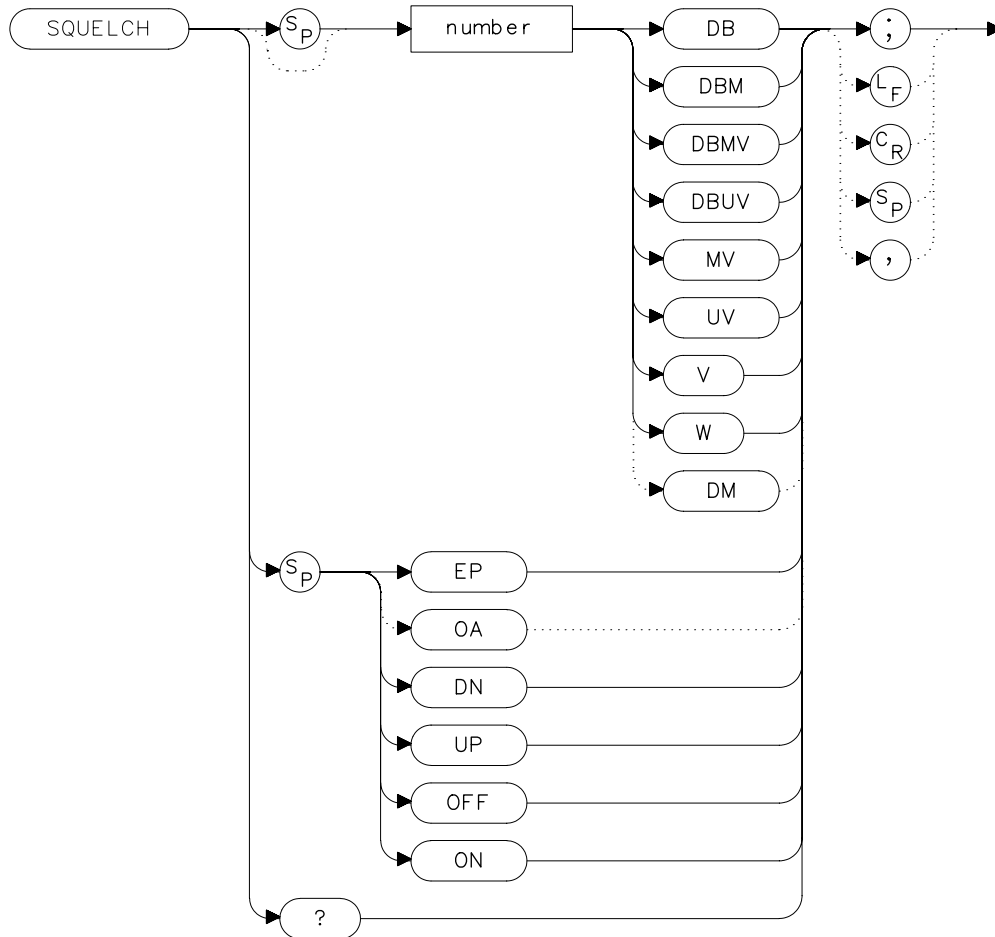 SQUELCH
SP
number
DB
;
DBM
LF
DBMV
CR
DBUV
SP
MV
,
UV
V
W
DM
SP
EP
OA
DN
UP
OFF
ON
?